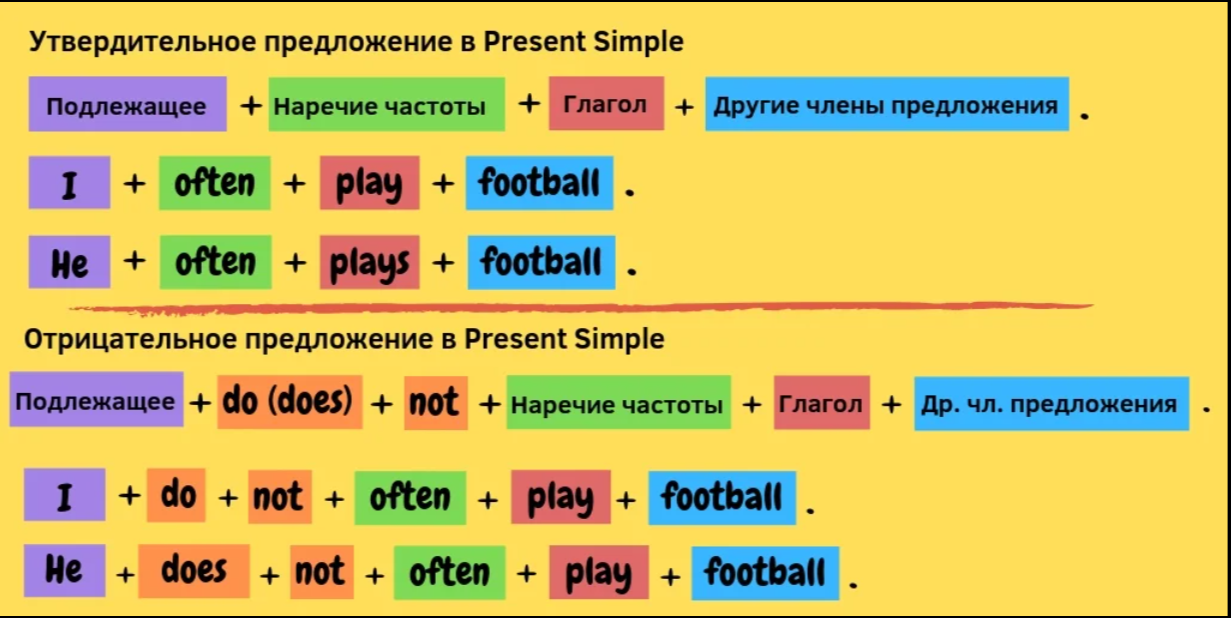 Утвердительное предложение в Present Simple
Подлежащее + Наречие частоты + Глагол + Другие члены предложения .
I + often + play + football .
He + often + plays + football .
Отрицательное предложение в Present Simple
Подлежащее + do (does) + not + Наречие частоты + Глагол + Др. чл. предложения .
I + do + not + often + play + football .
He + does + not + often + play + football .